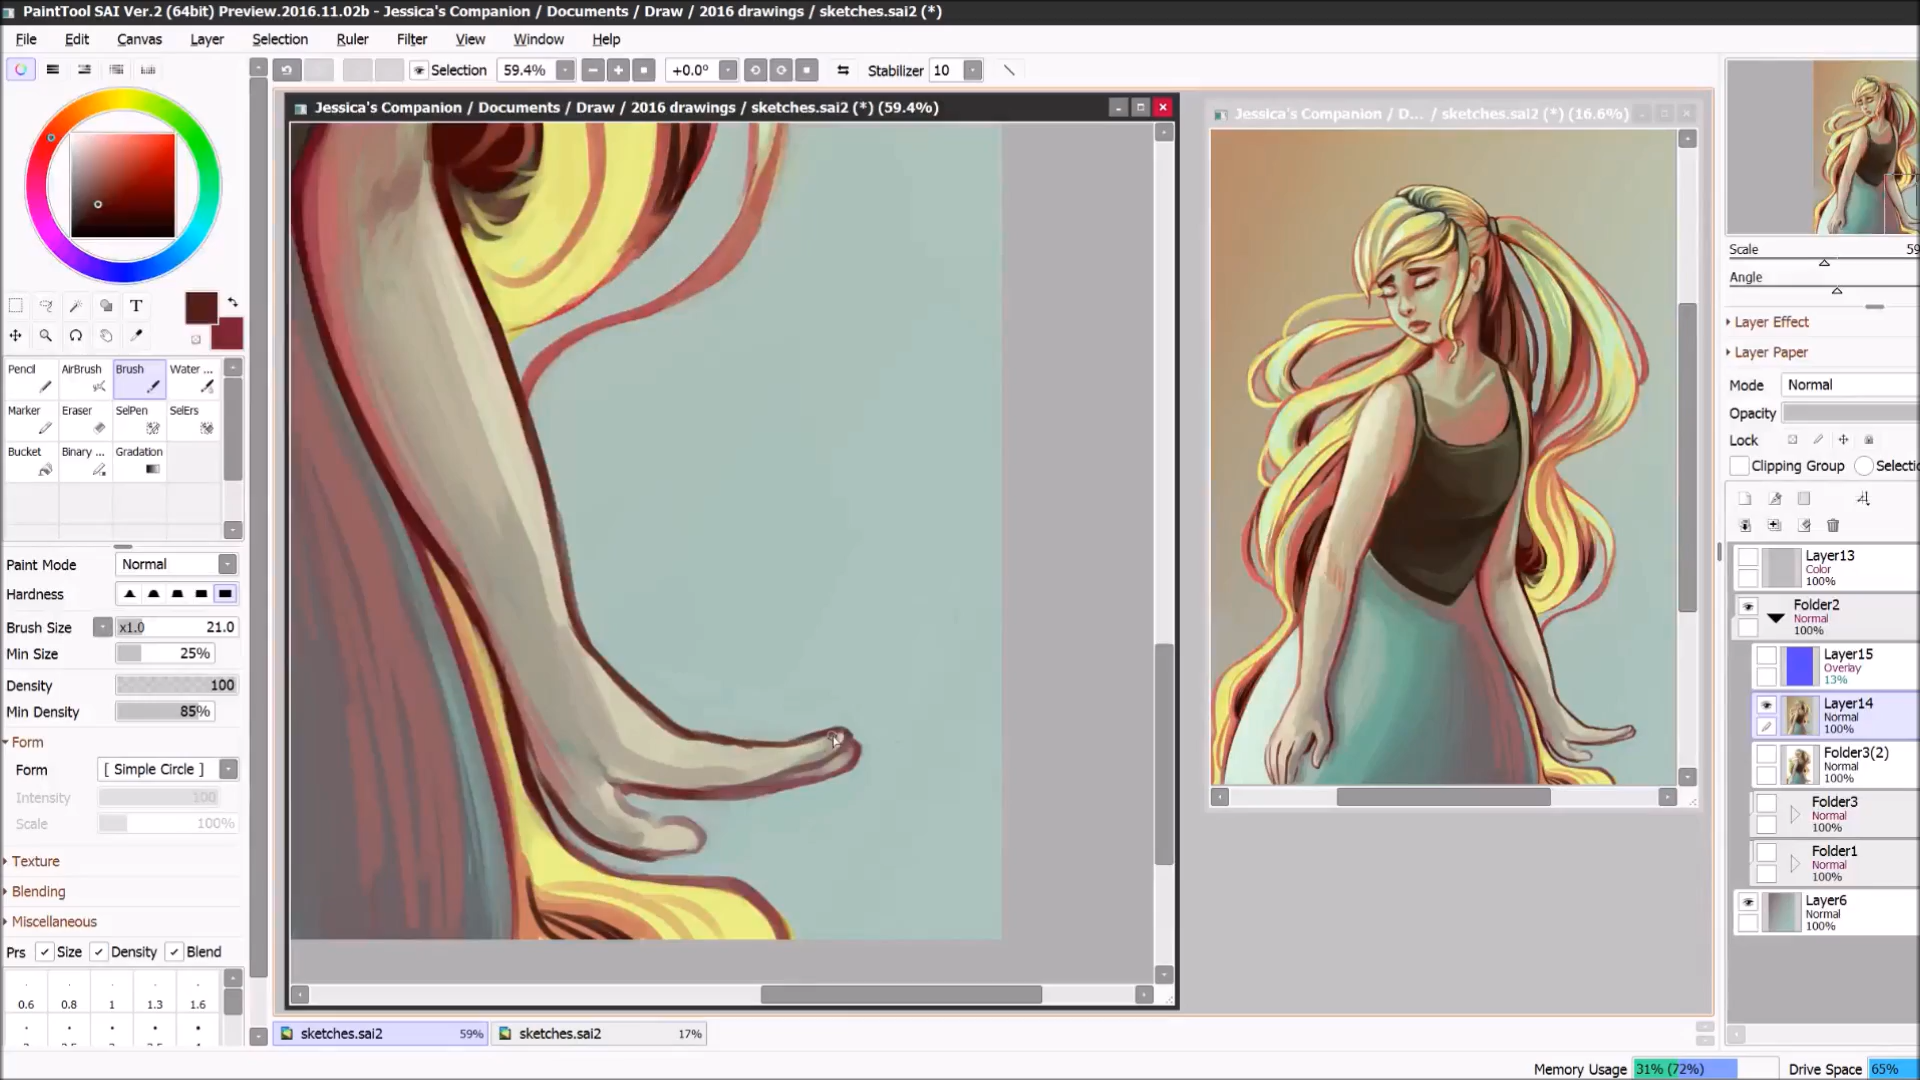 PaintTool SAI Ver.2 (64bit) Preview.2016.11.02b - Jessica's Companion / Documents / Draw / 2016 drawings / sketches.sai2 (*)
File Edit Canvas Layer Selection Ruler Filter View Window Help
Selection 59.4% +0.0° Stabilizer 10
Jessica's Companion / Documents / Draw / 2016 drawings / sketches.sai2 (*) (59.4%)
Jessica's Companion / D... / sketches.sai2 (*) (16.6%)
T
Pencil AirBrush Brush Water ...
Marker Eraser SelPen SelErs
Bucket Binary ... Gradation
Paint Mode Normal
Hardness
Brush Size x1.0 21.0
Min Size 25%
Density 100
Min Density 85%
Form
Form [ Simple Circle ]
Intensity 100
Scale 100%
Texture
Blending
Miscellaneous
Prs Size Density Blend
0.6 0.8 1 1.3 1.6
sketches.sai2 59%
sketches.sai2 17%
Scale 59
Angle
Layer Effect
Layer Paper
Mode Normal
Opacity
Lock
Clipping Group Selectio
Layer13
Color
100%
Folder2
Normal
100%
Layer15
Overlay
13%
Layer14
Normal
100%
Folder3(2)
Normal
100%
Folder3
Normal
100%
Folder1
Normal
100%
Layer6
Normal
100%
Memory Usage 31% (72%) Drive Space 65%